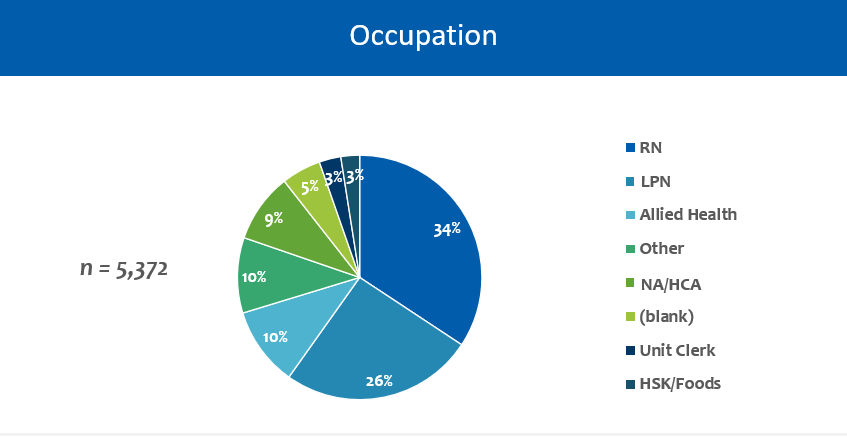 Occupation
n = 5,372
34%
26%
10%
10%
9%
5%
3%
3%
RN
LPN
Allied Health
Other
NA/HCA
(blank)
Unit Clerk
HSK/Foods